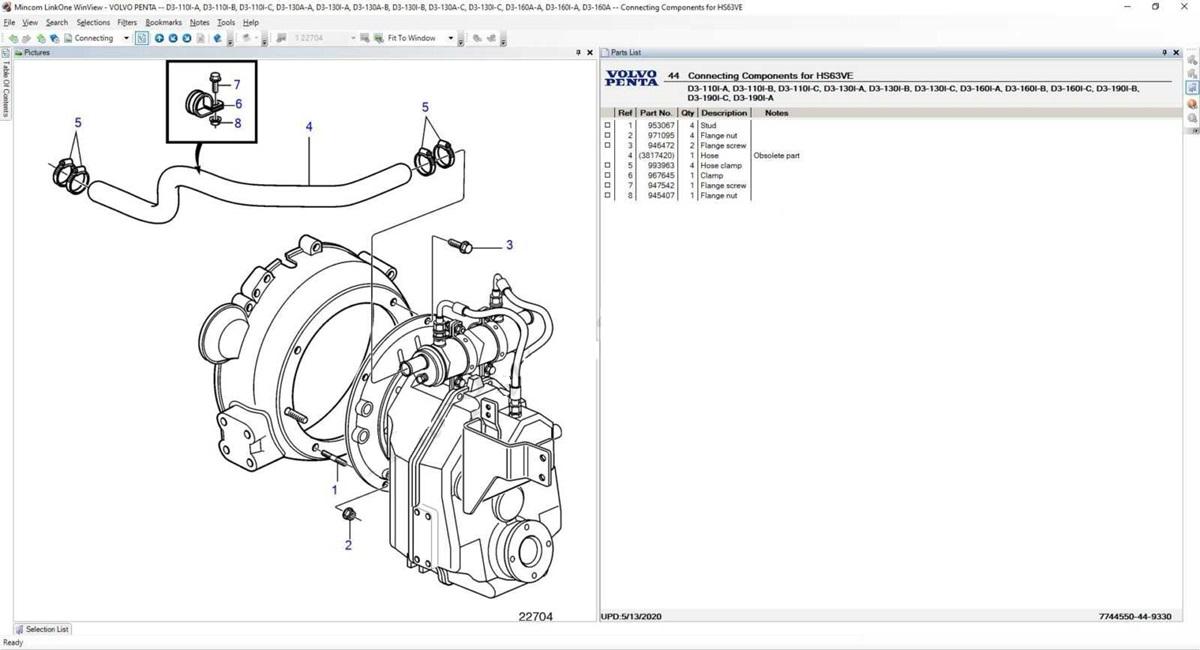 Mincom LinkOne WinView - VOLVO PENTA -- D3-110I-A, D3-110I-B, D3-110I-C, D3-130A-A, D3-130I-A, D3-130A-B, D3-130I-B, D3-130A-C, D3-130I-C, D3-160A-A, D3-160I-A, D3-160A -- Connecting Components for HS63VE
File View Search Selections Filters Bookmarks Notes Tools Help
Connecting 1 22704 Fit To Window
Pictures
Table Of Contents
7
6
8
5
4
5
3
1
2
22704
Parts List
VOLVO PENTA
44 Connecting Components for HS63VE
D3-110I-A, D3-110I-B, D3-110I-C, D3-130I-A, D3-130I-B, D3-130I-C, D3-160I-A, D3-160I-B, D3-160I-C, D3-190I-B,
D3-190I-C, D3-190I-A
Ref Part No. Qty Description Notes
1 953067 4 Stud
2 971095 4 Flange nut
3 946472 2 Flange screw
4 (3817420) 1 Hose Obsolete part
5 993963 4 Hose clamp
6 967645 1 Clamp
7 947542 1 Flange screw
8 945407 1 Flange nut
UPD:5/13/2020 7744550-44-9330
Selection List
Ready